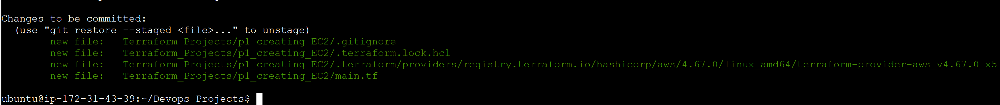 Changes to be committed:
  (use "git restore --staged <file>..." to unstage)
        new file:   Terraform_Projects/p1_creating_EC2/.gitignore
        new file:   Terraform_Projects/p1_creating_EC2/.terraform.lock.hcl
        new file:   Terraform_Projects/p1_creating_EC2/.terraform/providers/registry.terraform.io/hashicorp/aws/4.67.0/linux_amd64/terraform-provider-aws_v4.67.0_x5
        new file:   Terraform_Projects/p1_creating_EC2/main.tf
ubuntu@ip-172-31-43-39:~/Devops_Projects$